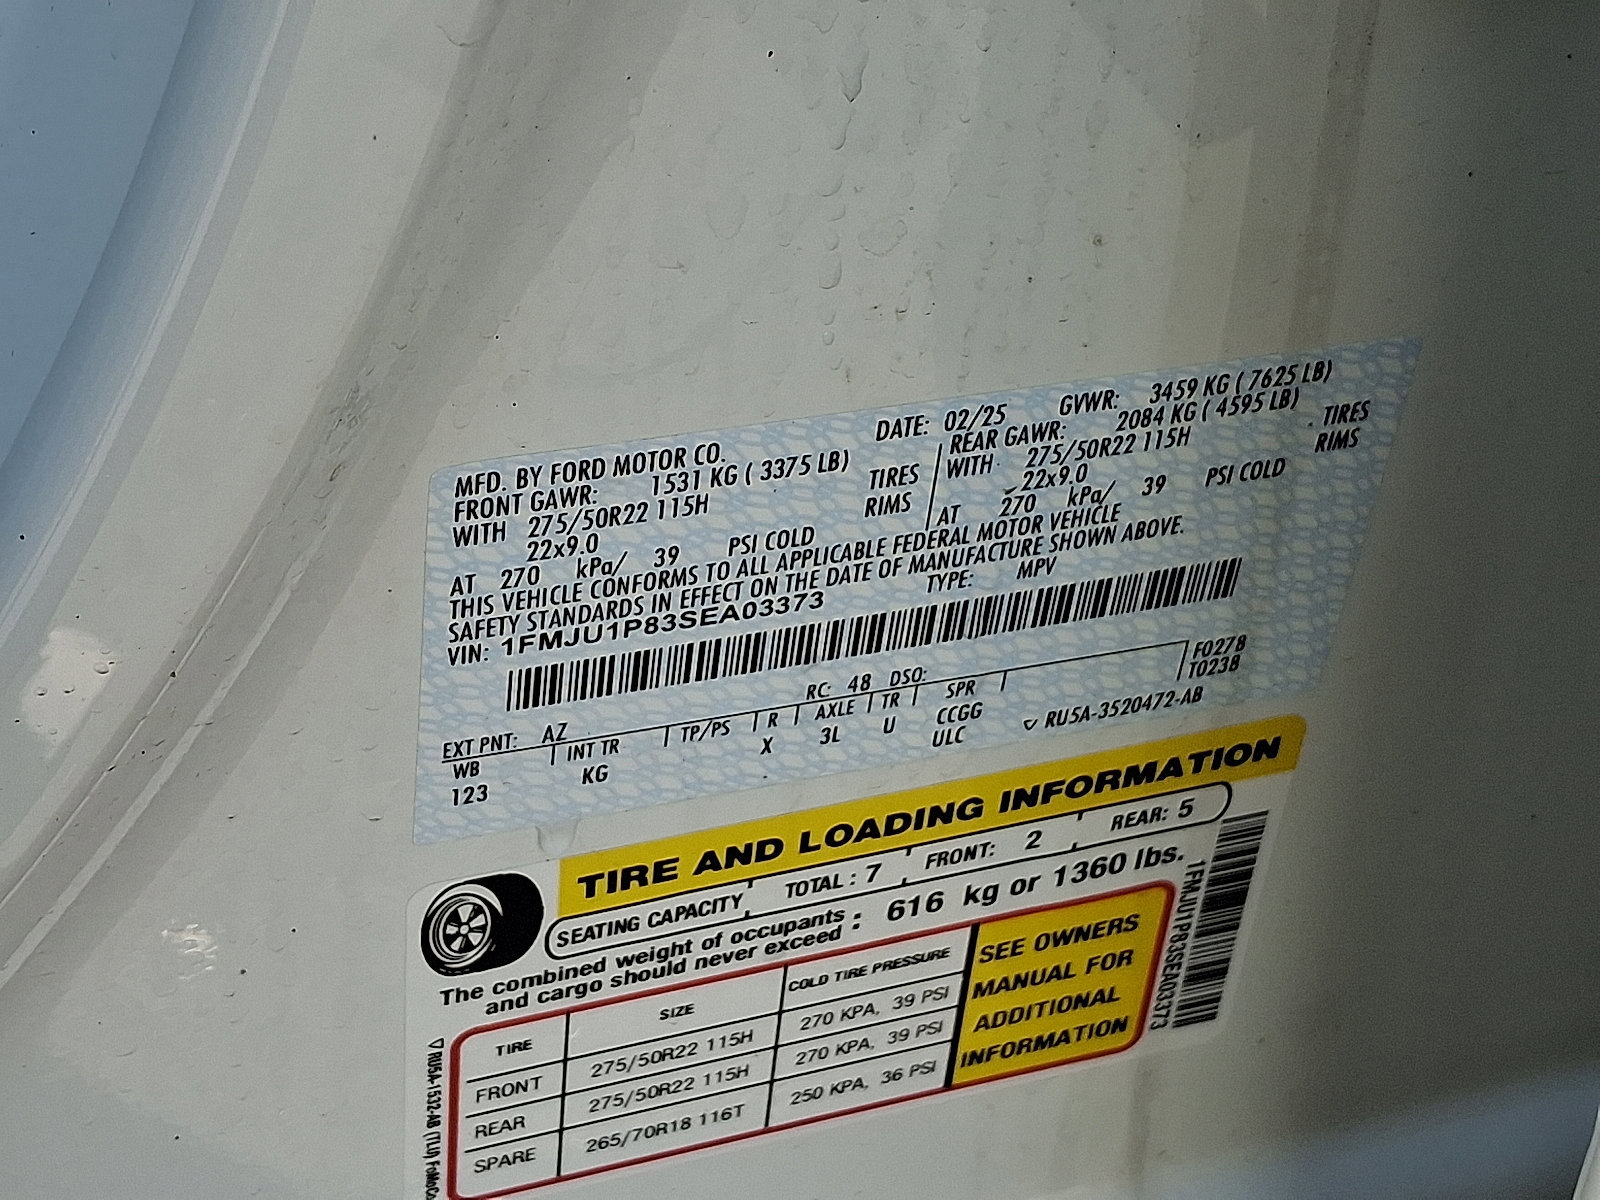 MFD. BY FORD MOTOR CO.
DATE: 02/25 GVWR: 3459 KG ( 7625 LB)
FRONT GAWR: 1531 KG ( 3375 LB)
WITH 275/50R22 115H TIRES
22x9.0 RIMS
AT 270 kPa/ 39 PSI COLD
REAR GAWR: 2084 KG ( 4595 LB)
WITH 275/50R22 115H TIRES
22x9.0 RIMS
AT 270 kPa/ 39 PSI COLD
THIS VEHICLE CONFORMS TO ALL APPLICABLE FEDERAL MOTOR VEHICLE
SAFETY STANDARDS IN EFFECT ON THE DATE OF MANUFACTURE SHOWN ABOVE.
VIN: 1FMJU1P83SEA03373 TYPE: MPV
F0278
T0238
EXT PNT: AZ RC: 48 DSO:
WB INT TR TP/PS R AXLE TR SPR
123 KG X 3L U CCGG
ULC
RU5A-3520472-AB
TIRE AND LOADING INFORMATION
SEATING CAPACITY TOTAL : 7 FRONT: 2 REAR: 5
The combined weight of occupants
and cargo should never exceed : 616 kg or 1360 lbs.
TIRE SIZE COLD TIRE PRESSURE
FRONT 275/50R22 115H 270 KPA, 39 PSI
REAR 275/50R22 115H 270 KPA, 39 PSI
SPARE 265/70R18 116T 250 KPA, 36 PSI
SEE OWNERS
MANUAL FOR
ADDITIONAL
INFORMATION
1FMJU1P83SEA03373
RU5A-1532-AB (TLU) FoMoCo